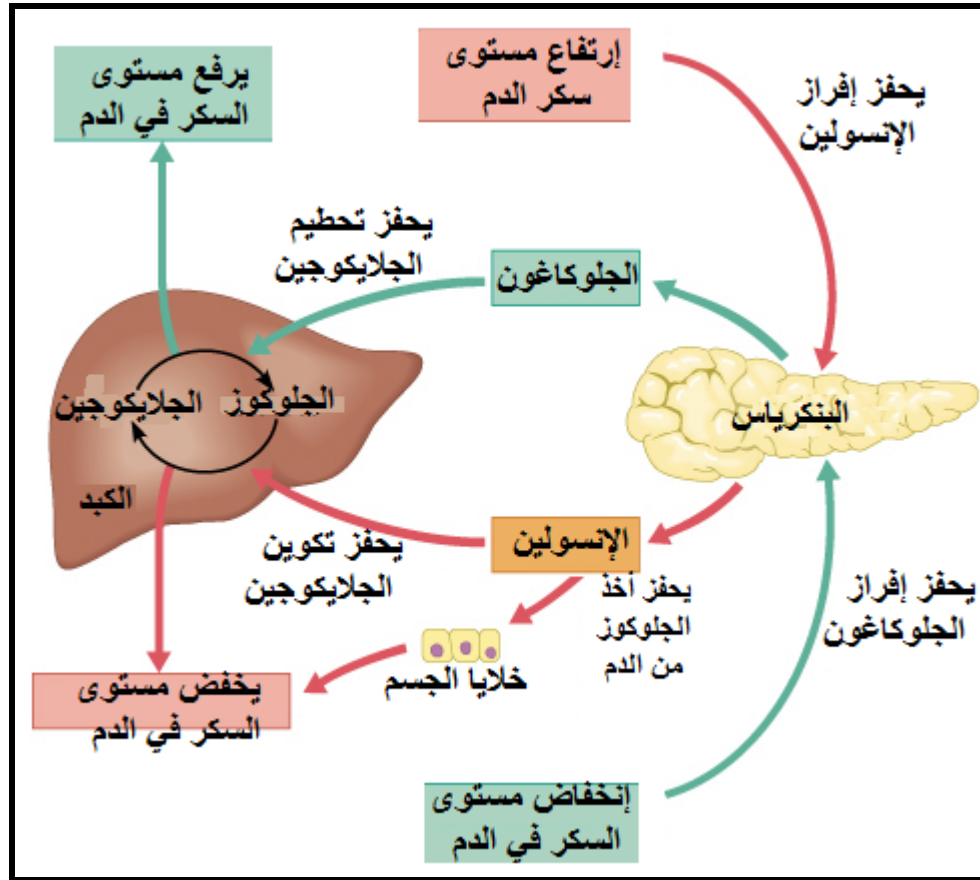 إرتفاع مستوى
سكر الدم
يحفز إفراز
الإنسولين
يرفع مستوى
السكر في الدم
يحفز تحطيم
الجلايكوجين
الجلوكاغون
البنكرياس
الجلوكوز
الجلايكوجين
الكبد
الإنسولين
يحفز تكوين
الجلايكوجين
يحفز أخذ
الجلوكوز
من الدم
خلايا الجسم
يخفض مستوى
السكر في الدم
يحفز إفراز
الجلوكاغون
إنخفاض مستوى
السكر في الدم